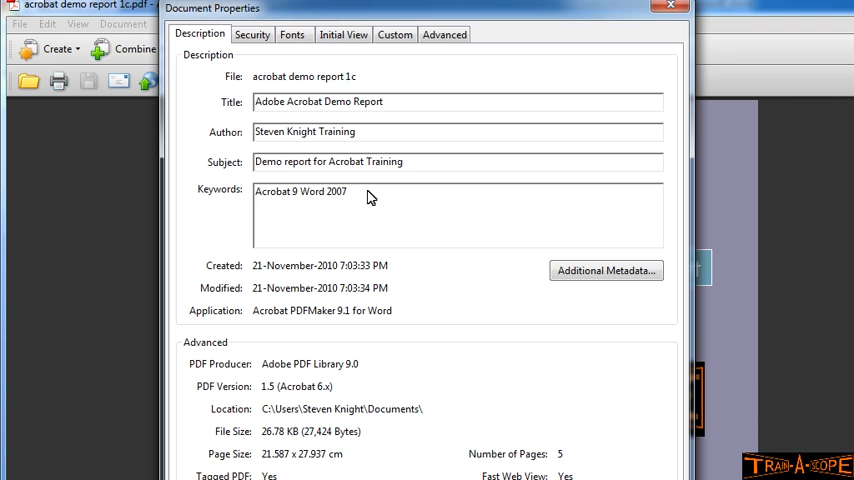 acrobat demo report 1c.pdf -
Document Properties
File Edit View Document
Create
Combine
Description Security Fonts Initial View Custom Advanced
Description
File: acrobat demo report 1c
Title: Adobe Acrobat Demo Report
Author: Steven Knight Training
Subject: Demo report for Acrobat Training
Keywords: Acrobat 9 Word 2007
Created: 21-November-2010 7:03:33 PM
Additional Metadata...
Modified: 21-November-2010 7:03:34 PM
Application: Acrobat PDFMaker 9.1 for Word
Advanced
PDF Producer: Adobe PDF Library 9.0
PDF Version: 1.5 (Acrobat 6.x)
Location: C:\Users\Steven Knight\Documents\
File Size: 26.78 KB (27,424 Bytes)
Page Size: 21.587 x 27.937 cm Number of Pages: 5
Tagged PDF: Yes Fast Web View: Yes
TRAIN-A-SCOPE